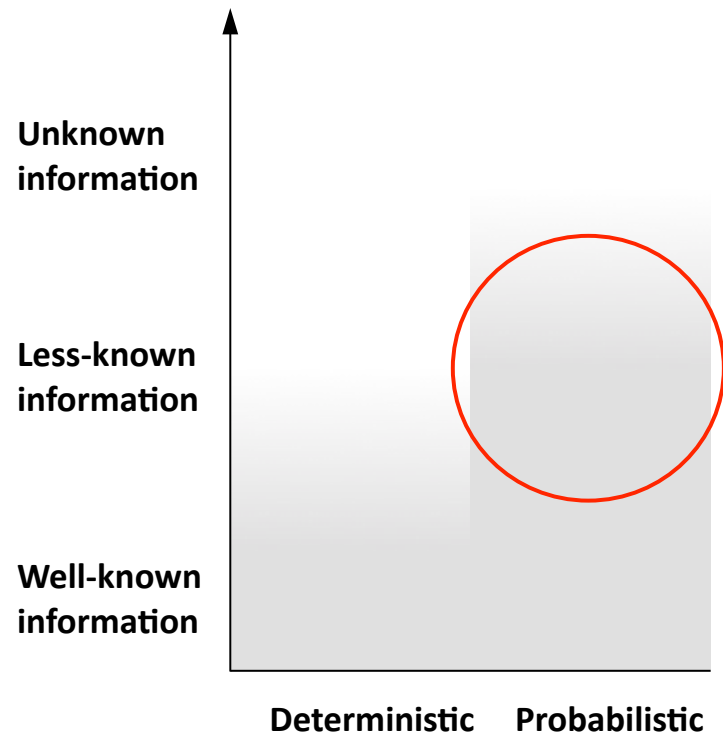 Unknown
information
Less-known
information
Well-known
information
Deterministic Probabilistic